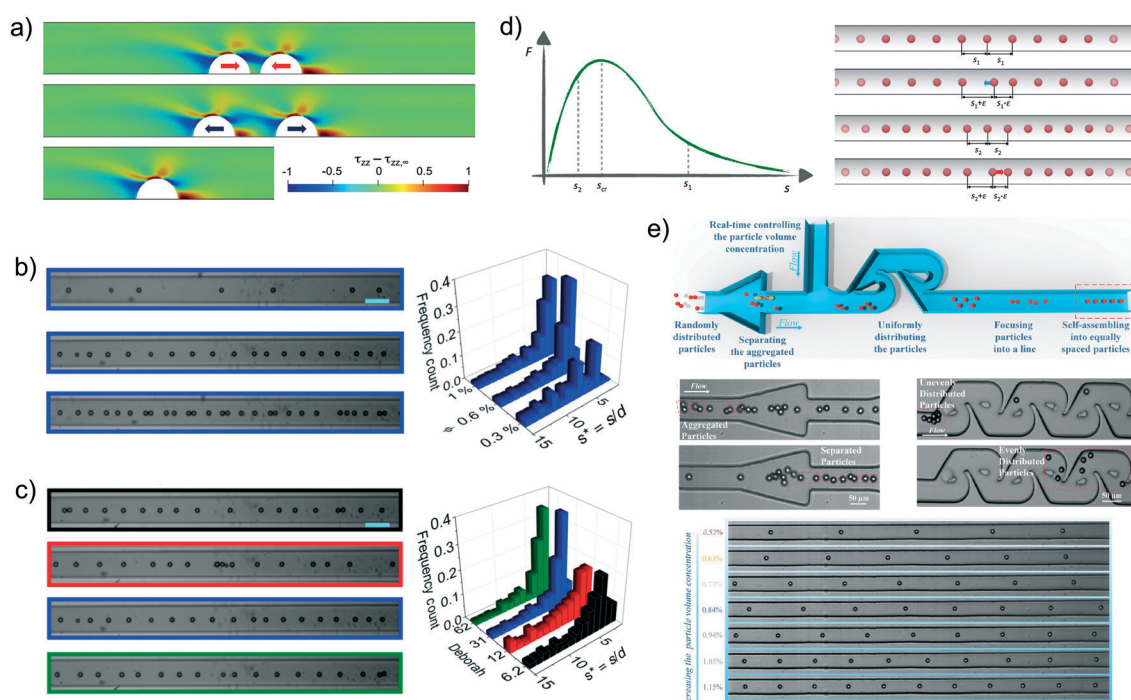 a)
τzz − τzz,∞
-1 -0.5 0 0.5 1
b)
Frequency count
0.4
0.3
0.2
0.1
0.0
1 %
0.6 %
0.3 %
ϕ
15
10
5
s* = s/d
c)
Frequency count
0.4
0.3
0.2
0.1
0.0
62
31
12
6.2
Deborah
15
10
5
s* = s/d
d)
F
s2 scr s1 s
s1 s1
s1+ε s1-ε
s2 s2
s2+ε s2-ε
e)
Real-time controlling
the particle volume
concentration
Flow
Flow
Randomly
distributed
particles
Separating
the aggregated
particles
Uniformly
distributing
the particles
Focusing
particles
into a line
Self-assembling
into equally
spaced particles
Flow
Aggregated
Particles
Separated
Particles
50 μm
Unevenly
Distributed
Particles
Flow
Evenly
Distributed
Particles
50 μm
creasing the particle volume concentration
0.52%
0.63%
0.73%
0.84%
0.94%
1.05%
1.15%